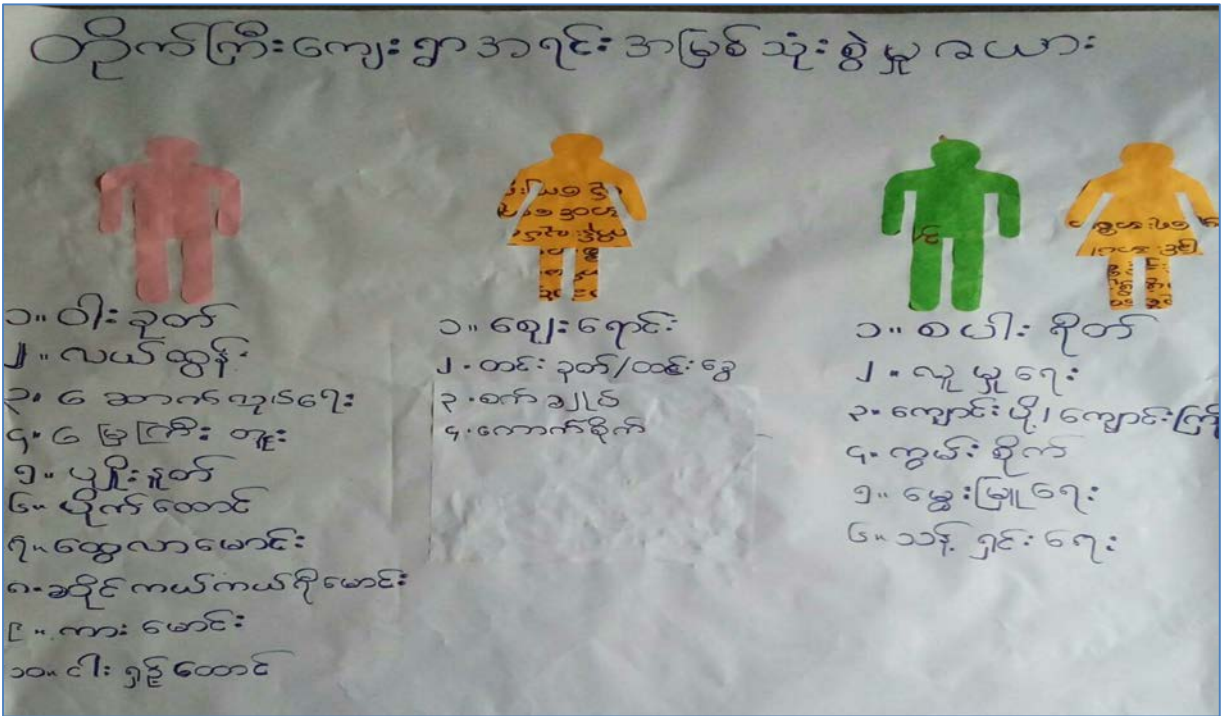 တိုက်ကြီးကျေးရွာအရင်းအမြစ်သုံးစွဲမှုဇယား
၁။ ဝါးခုတ်
၂။ လယ်ထွန်
၃။ ဆောက်လုပ်ရေး
၄။ မြေကြီးတူး
၅။ ပျိုးနှုတ်
၆။ ပိုက်ထောင်
၇။ ထွေလာမောင်း
၈။ ဆိုင်ကယ်ကယ်ရီမောင်း
၉။ ကားမောင်း
၁၀။ ငါးရှဉ့်ထောင်
၁။ ဈေးရောင်း
၂။ ထင်းခုတ်/ထင်းခွေ
၃။ စက်ချုပ်
၄။ ကောက်စိုက်
၁။ စပါးရိတ်
၂။ လူမှုရေး
၃။ ကျောင်းပို့/ကျောင်းကြို
၄။ ကွမ်းစိုက်
၅။ မွေးမြူရေး
၆။ သန့်ရှင်းရေး